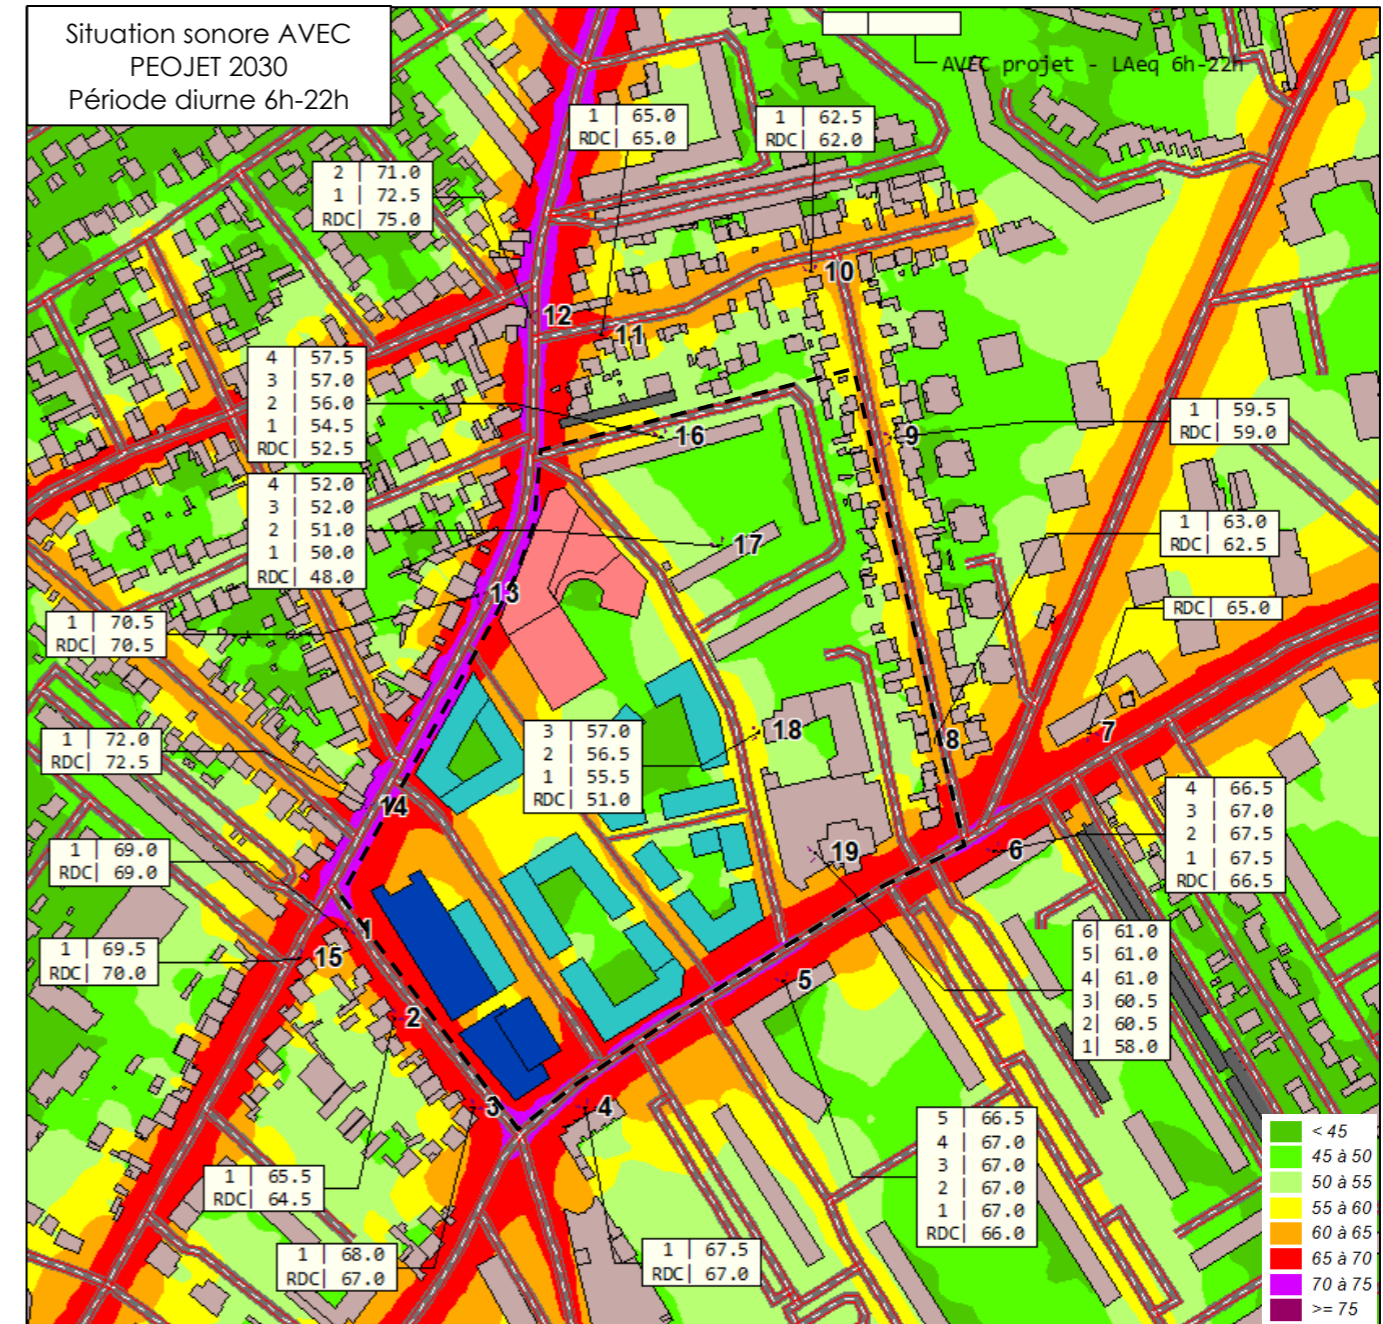 Situation sonore AVEC
PEOJET 2030
Période diurne 6h-22h
AVEC projet - LAeq 6h-22h
1 | 65.0
RDC| 65.0
1 | 62.5
RDC| 62.0
2 | 71.0
1 | 72.5
RDC| 75.0
10
12
11
4 | 57.5
3 | 57.0
2 | 56.0
1 | 54.5
RDC| 52.5
16
9
1 | 59.5
RDC| 59.0
4 | 52.0
3 | 52.0
2 | 51.0
1 | 50.0
RDC| 48.0
17
1 | 63.0
RDC| 62.5
13
1 | 70.5
RDC| 70.5
RDC| 65.0
1 | 72.0
RDC| 72.5
3 | 57.0
2 | 56.5
1 | 55.5
RDC| 51.0
18
8
7
14
4 | 66.5
3 | 67.0
2 | 67.5
1 | 67.5
RDC| 66.5
1 | 69.0
RDC| 69.0
19
6
1
15
1 | 69.5
RDC| 70.0
6| 61.0
5| 61.0
4| 61.0
3| 60.5
2| 60.5
1| 58.0
5
2
3
4
5 | 66.5
4 | 67.0
3 | 67.0
2 | 67.0
1 | 67.0
RDC| 66.0
1 | 65.5
RDC| 64.5
1 | 68.0
RDC| 67.0
1 | 67.5
RDC| 67.0
< 45
45 à 50
50 à 55
55 à 60
60 à 65
65 à 70
70 à 75
>= 75